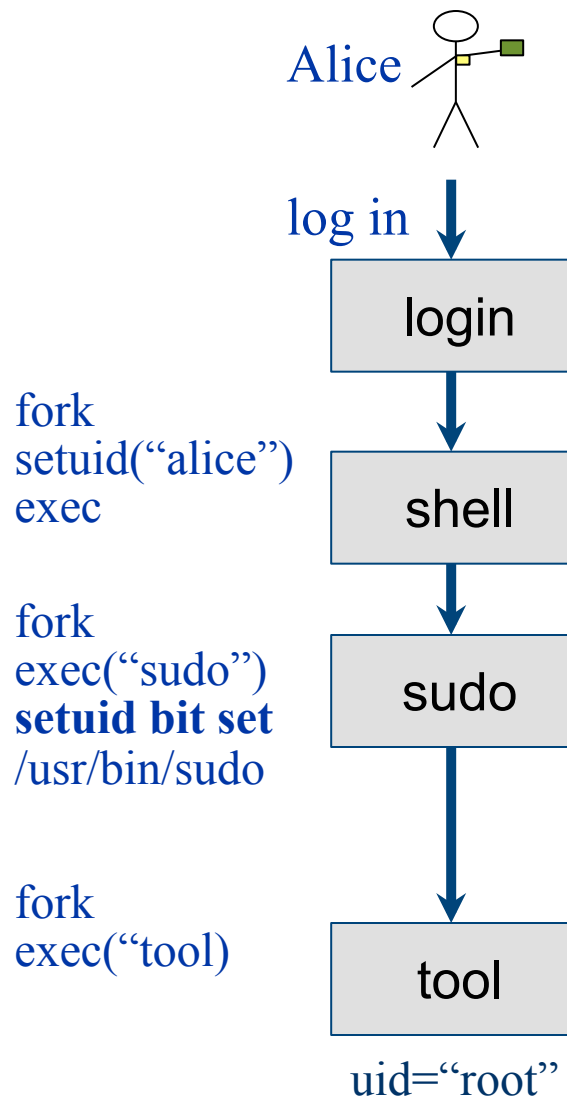 Alice
log in
login
fork
setuid(“alice”)
exec
shell
fork
exec(“sudo”)
setuid bit set
/usr/bin/sudo
sudo
fork
exec(“tool)
tool
uid=“root”